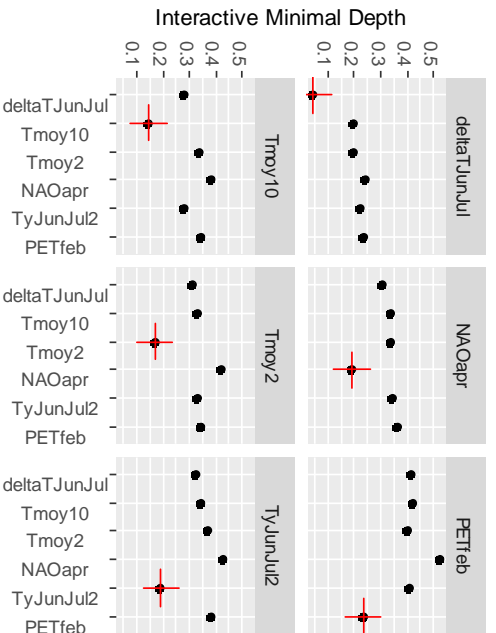 Interactive Minimal Depth
0.1 0.2 0.3 0.4 0.5
0.1 0.2 0.3 0.4 0.5
deltaTJunJul
Tmoy10
Tmoy2
NAOapr
TyJunJul2
PETfeb
Tmoy10
deltaTJunJul
deltaTJunJul
Tmoy10
Tmoy2
NAOapr
TyJunJul2
PETfeb
Tmoy2
NAOapr
deltaTJunJul
Tmoy10
Tmoy2
NAOapr
TyJunJul2
PETfeb
TyJunJul2
PETfeb